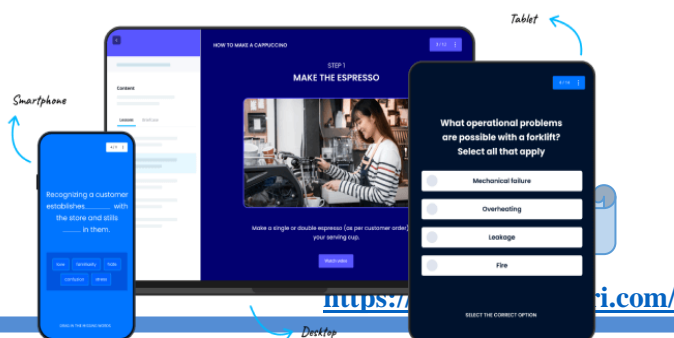 Tablet
HOW TO MAKE A CAPPUCCINO
STEP 1
MAKE THE ESPRESSO
Content
Lessons
Make a single or double espresso (as per customer order)
your serving cup.
Watch video
Desktop
Smartphone
4 / 9
Recognizing a customer
establishes............ with
the store and stills
......... in them.
What operational problems
are possible with a forklift?
Select all that apply
Mechanical failure
Overheating
Leakage
Fire
SELECT THE CORRECT OPTION
https://
ri.com/